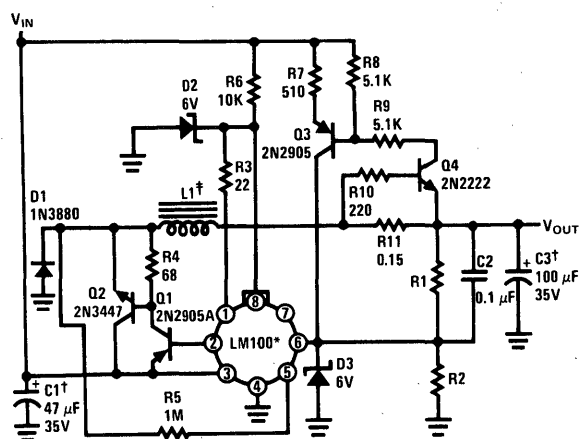 V_IN
R6
10K
R7
510
R8
5.1K
D2
6V
R9
5.1K
Q3
2N2905
Q4
2N2222
R3
22
R10
220
L1†
D1
1N3880
V_OUT
R11
0.15
R4
68
R1
C2
0.1 µF
+
C3†
100 µF
35V
Q2
2N3447
Q1
2N2905A
1
8
7
2
LM100*
6
3
4
5
D3
6V
R2
+
C1†
47 µF
35V
R5
1M